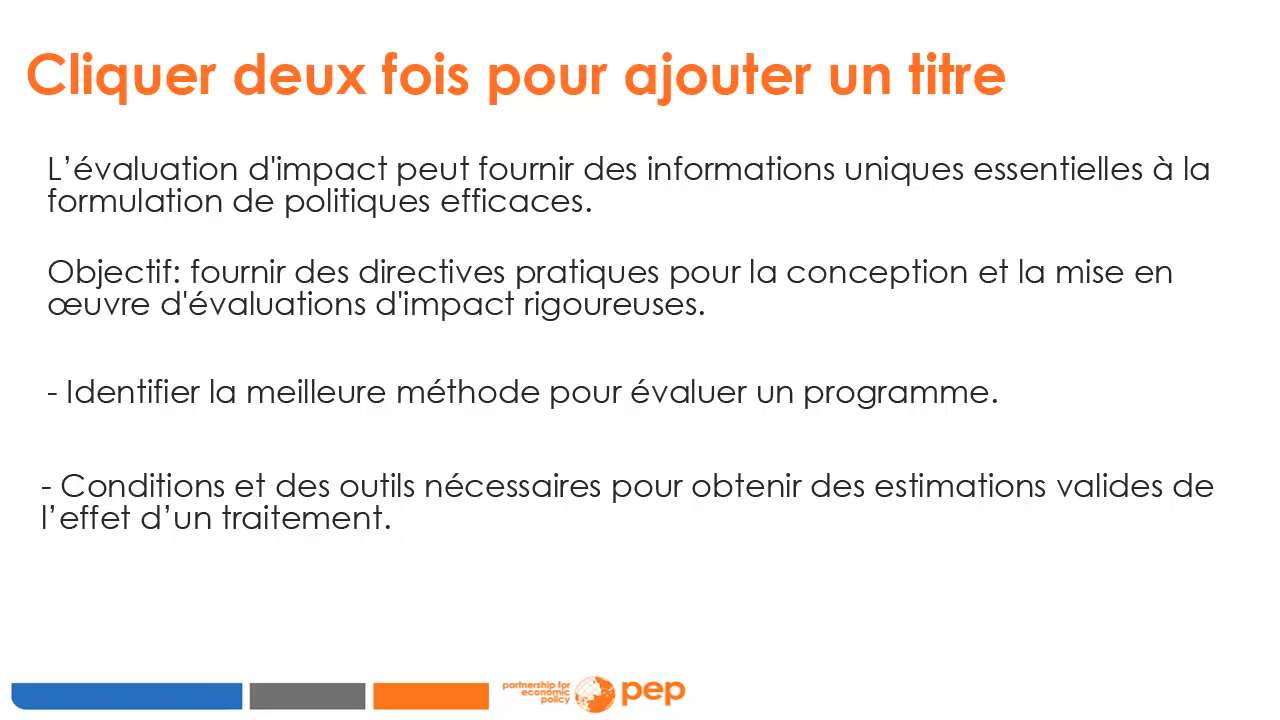 Cliquer deux fois pour ajouter un titre
L’évaluation d'impact peut fournir des informations uniques essentielles à la
formulation de politiques efficaces.
Objectif: fournir des directives pratiques pour la conception et la mise en
œuvre d'évaluations d'impact rigoureuses.
- Identifier la meilleure méthode pour évaluer un programme.
- Conditions et des outils nécessaires pour obtenir des estimations valides de
l’effet d’un traitement.
partnership for
economic
policy
pep